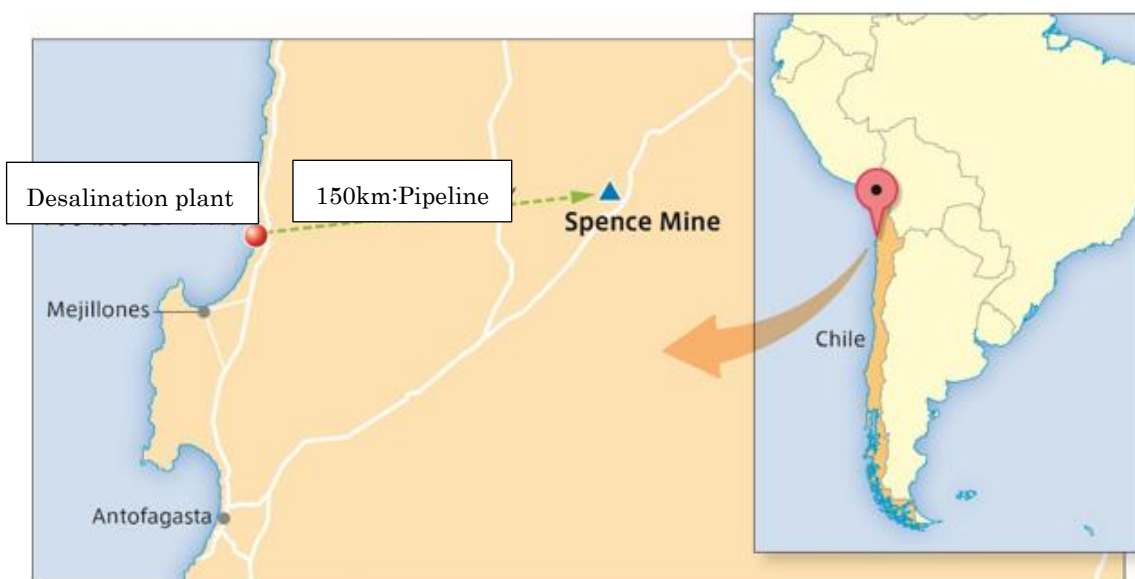 Desalination plant
150km:Pipeline
Spence Mine
Mejillones
Chile
Antofagasta